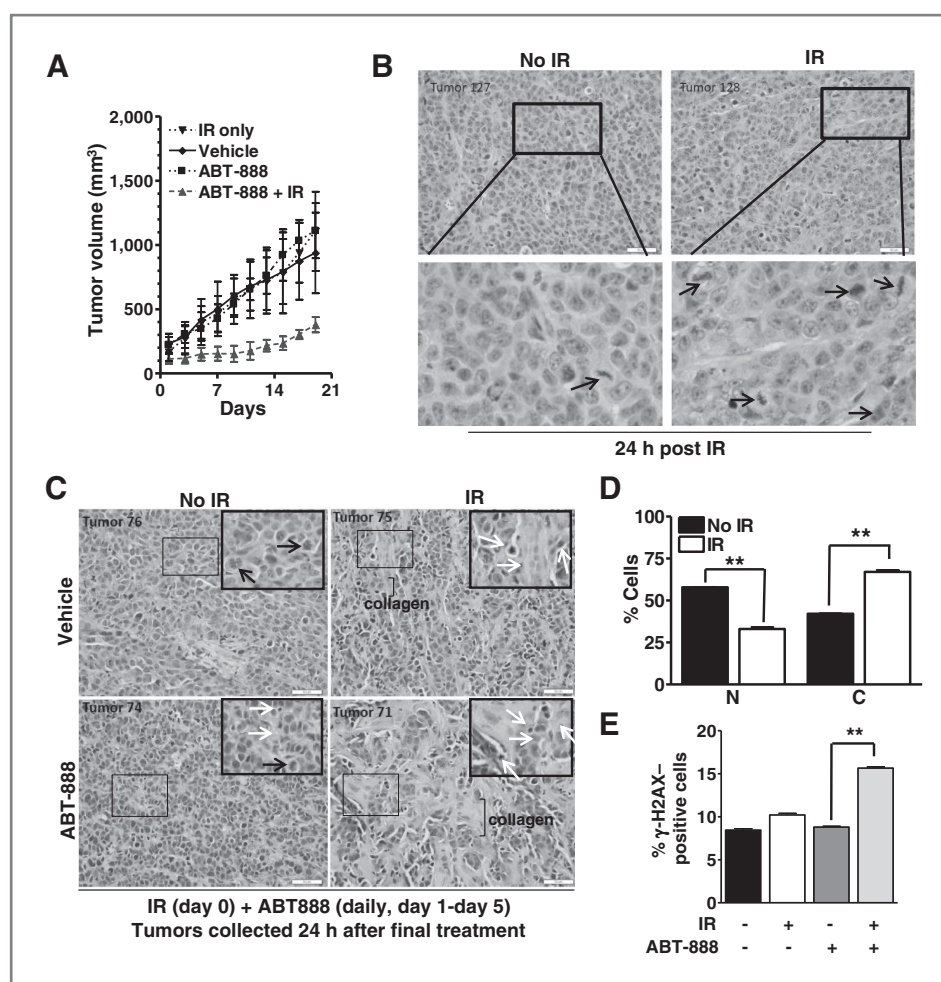 A
2,000
1,500
1,000
500
0
Tumor volume (mm³)
IR only
Vehicle
ABT-888
ABT-888 + IR
0 7 14 21
Days
B
No IR IR
Tumor 127 Tumor 128
24 h post IR
C
No IR IR
Vehicle
Tumor 76 Tumor 75
collagen
ABT-888
Tumor 74 Tumor 71
collagen
IR (day 0) + ABT888 (daily, day 1-day 5)
Tumors collected 24 h after final treatment
D
100
75
50
25
0
% Cells
No IR
IR
** **
N C
E
20
15
10
5
0
% γ-H2AX–
positive cells
**
IR - + - +
ABT-888 - - + +